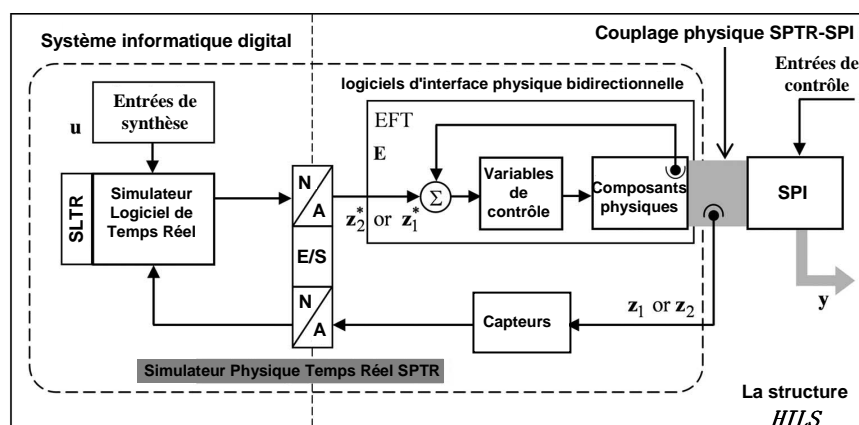 Système informatique digital
Couplage physique SPTR-SPI
Entrées de
contrôle
logiciels d'interface physique bidirectionnelle
u
Entrées de
synthèse
EFT
E
SLTR
Simulateur
Logiciel de
Temps Réel
N
A
z*2 or z*1
Σ
Variables
de
contrôle
Composants
physiques
SPI
E/S
N
A
Capteurs
z1 or z2
y
Simulateur Physique Temps Réel SPTR
La structure
HILS